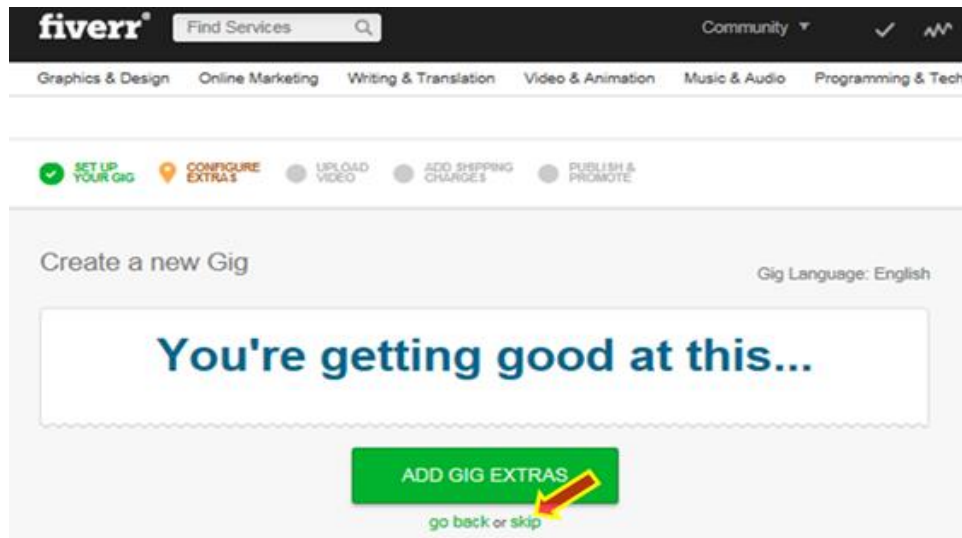 fiverr® Find Services Community
Graphics & Design Online Marketing Writing & Translation Video & Animation Music & Audio Programming & Tech
SET UP YOUR GIG CONFIGURE EXTRAS UPLOAD VIDEO ADD SHIPPING CHARGES PUBLISH & PROMOTE
Create a new Gig
Gig Language: English
You're getting good at this...
ADD GIG EXTRAS
go back or skip